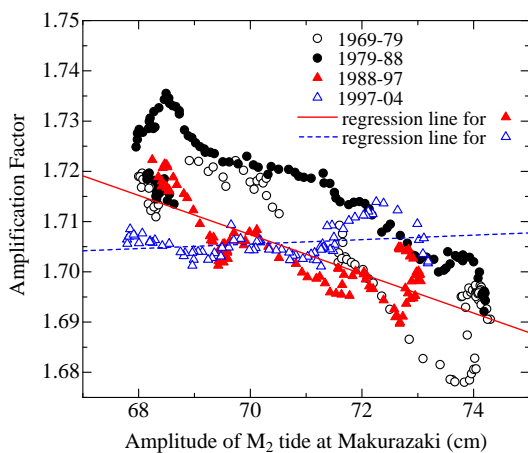 1.75
1.74
1.73
1.72
1.71
1.70
1.69
1.68
Amplification Factor
1969-79
1979-88
1988-97
1997-04
regression line for
regression line for
68 70 72 74
Amplitude of M₂ tide at Makurazaki (cm)